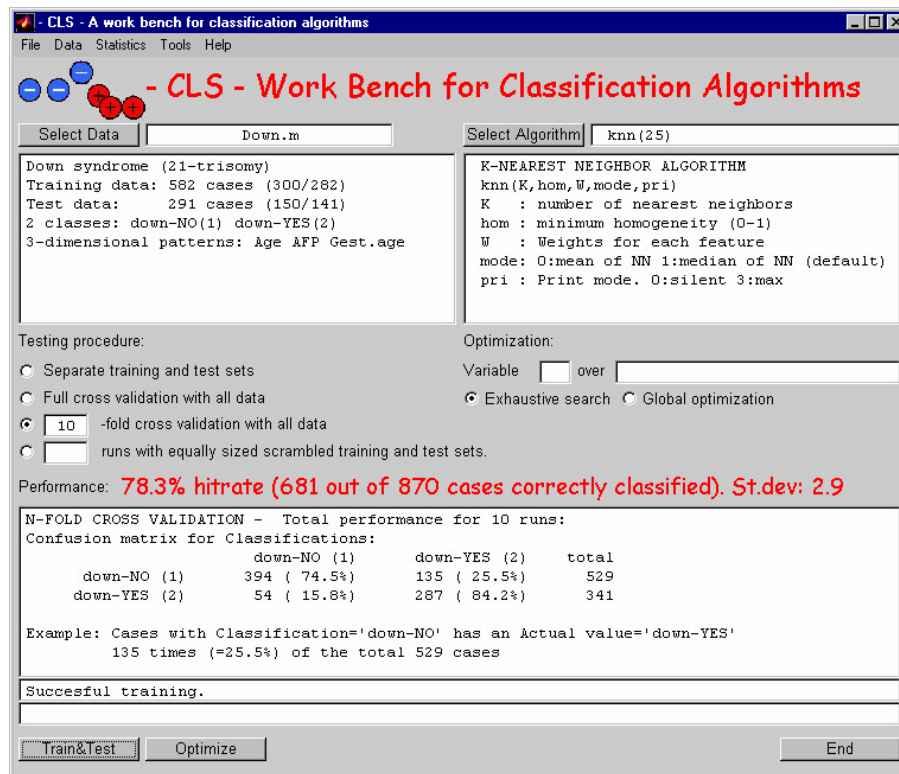 - CLS - A work bench for classification algorithms
File Data Statistics Tools Help
- CLS - Work Bench for Classification Algorithms
Select Data Down.m Select Algorithm knn(25)
Down syndrome (21-trisomy)
Training data: 582 cases (300/282)
Test data: 291 cases (150/141)
2 classes: down-NO(1) down-YES(2)
3-dimensional patterns: Age AFP Gest.age
K-NEAREST NEIGHBOR ALGORITHM
knn(K,hom,W,mode,pri)
K : number of nearest neighbors
hom : minimum homogeneity (0-1)
W : Weights for each feature
mode: 0:mean of NN 1:median of NN (default)
pri : Print mode. 0:silent 3:max
Testing procedure:
Separate training and test sets
Full cross validation with all data
10 -fold cross validation with all data
runs with equally sized scrambled training and test sets.
Optimization:
Variable over
Exhaustive search Global optimization
Performance: 78.3% hitrate (681 out of 870 cases correctly classified). St.dev: 2.9
N-FOLD CROSS VALIDATION - Total performance for 10 runs:
Confusion matrix for Classifications:
down-NO (1) down-YES (2) total
down-NO (1) 394 ( 74.5%) 135 ( 25.5%) 529
down-YES (2) 54 ( 15.8%) 287 ( 84.2%) 341
Example: Cases with Classification='down-NO' has an Actual value='down-YES'
135 times (=25.5%) of the total 529 cases
Succesful training.
Train&Test Optimize End